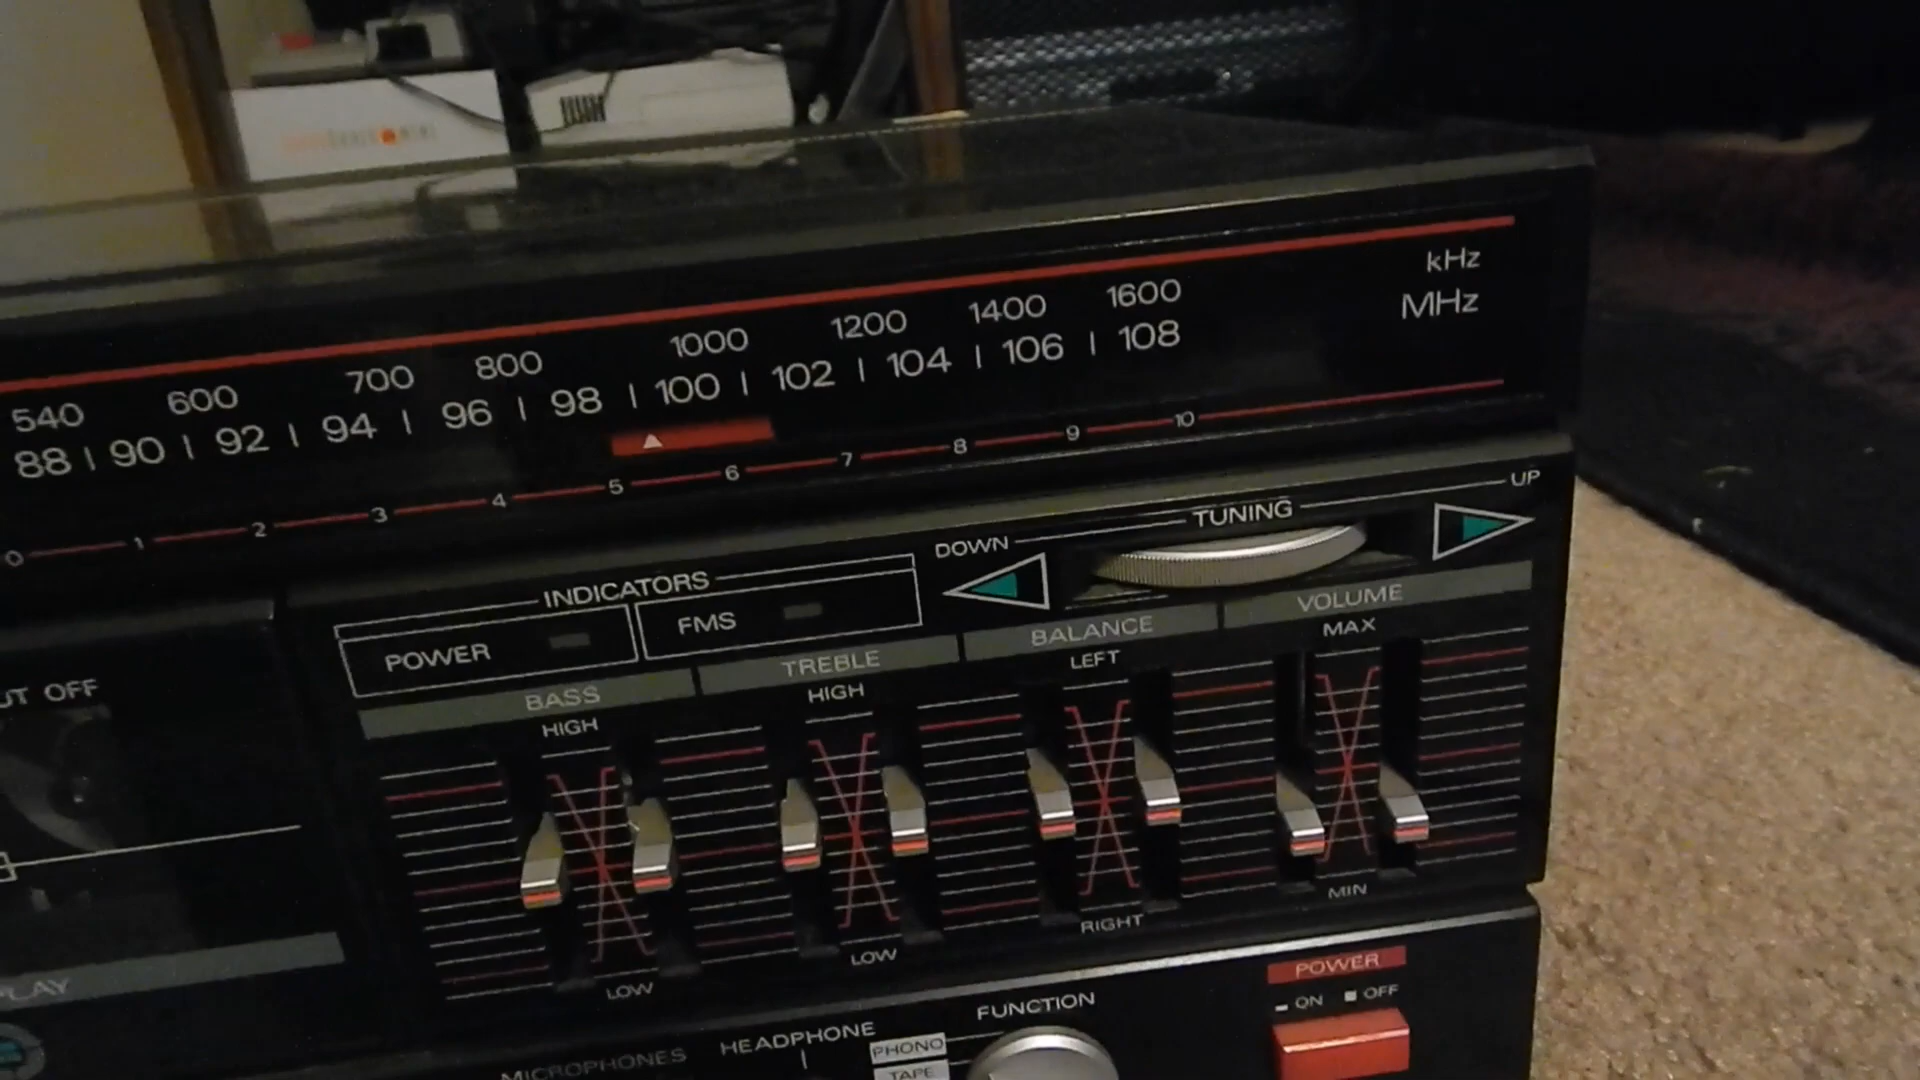 kHz
540 600 700 800 1000 1200 1400 1600
MHz
88 | 90 | 92 | 94 | 96 | 98 | 100 | 102 | 104 | 106 | 108
0 1 2 3 4 5 6 7 8 9 10
DOWN TUNING UP
INDICATORS
POWER FMS
BASS TREBLE BALANCE VOLUME
HIGH HIGH LEFT MAX
LOW LOW RIGHT MIN
OFF
POWER
ON OFF
FUNCTION
HEADPHONE
MICROPHONES
PHONO
TAPE